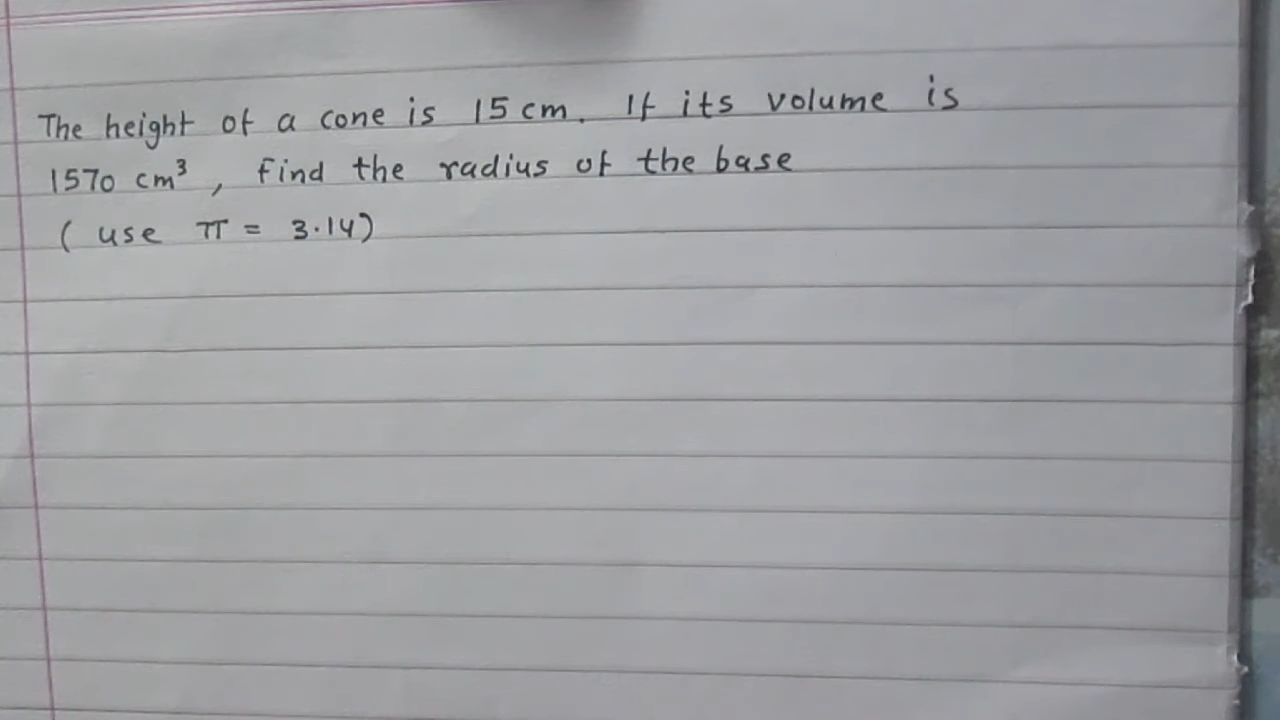 The height of a cone is 15 cm. If its volume is
1570 cm³, find the radius of the base
( use π = 3.14)